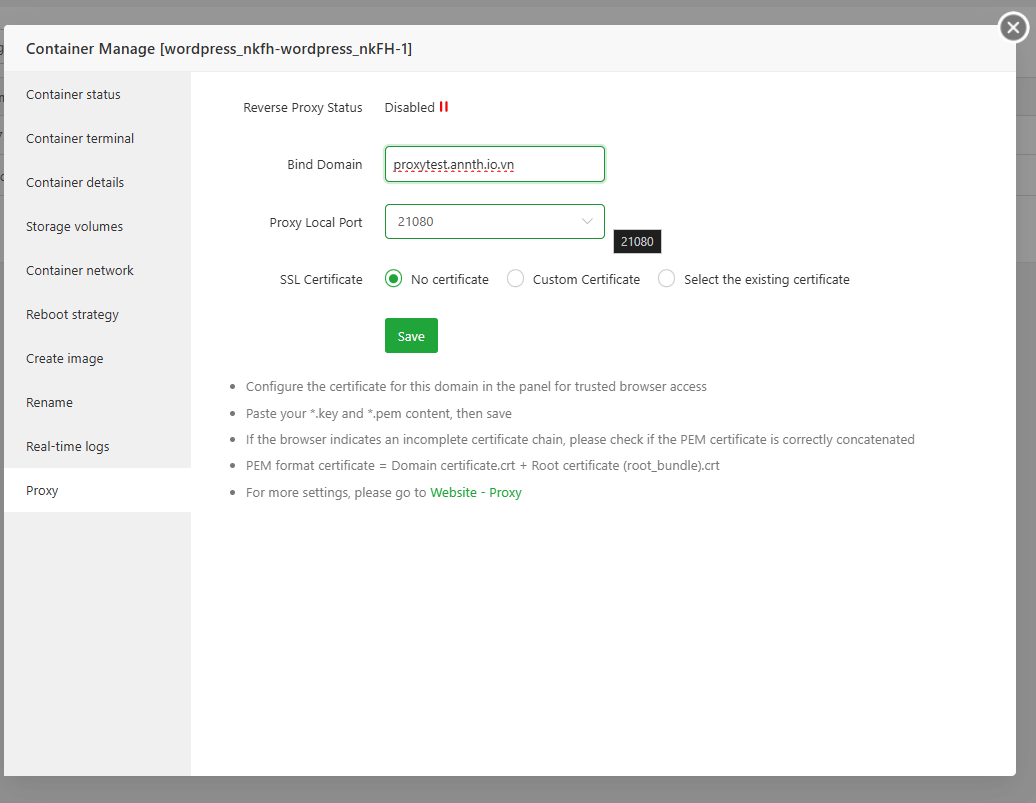 Container Manage [wordpress_nkfh-wordpress_nkFH-1]
Container status
Container terminal
Container details
Storage volumes
Container network
Reboot strategy
Create image
Rename
Real-time logs
Proxy
Reverse Proxy Status Disabled
Bind Domain proxytest.annth.io.vn
Proxy Local Port 21080
21080
SSL Certificate No certificate Custom Certificate Select the existing certificate
Save
Configure the certificate for this domain in the panel for trusted browser access
Paste your *.key and *.pem content, then save
If the browser indicates an incomplete certificate chain, please check if the PEM certificate is correctly concatenated
PEM format certificate = Domain certificate.crt + Root certificate (root_bundle).crt
For more settings, please go to Website - Proxy